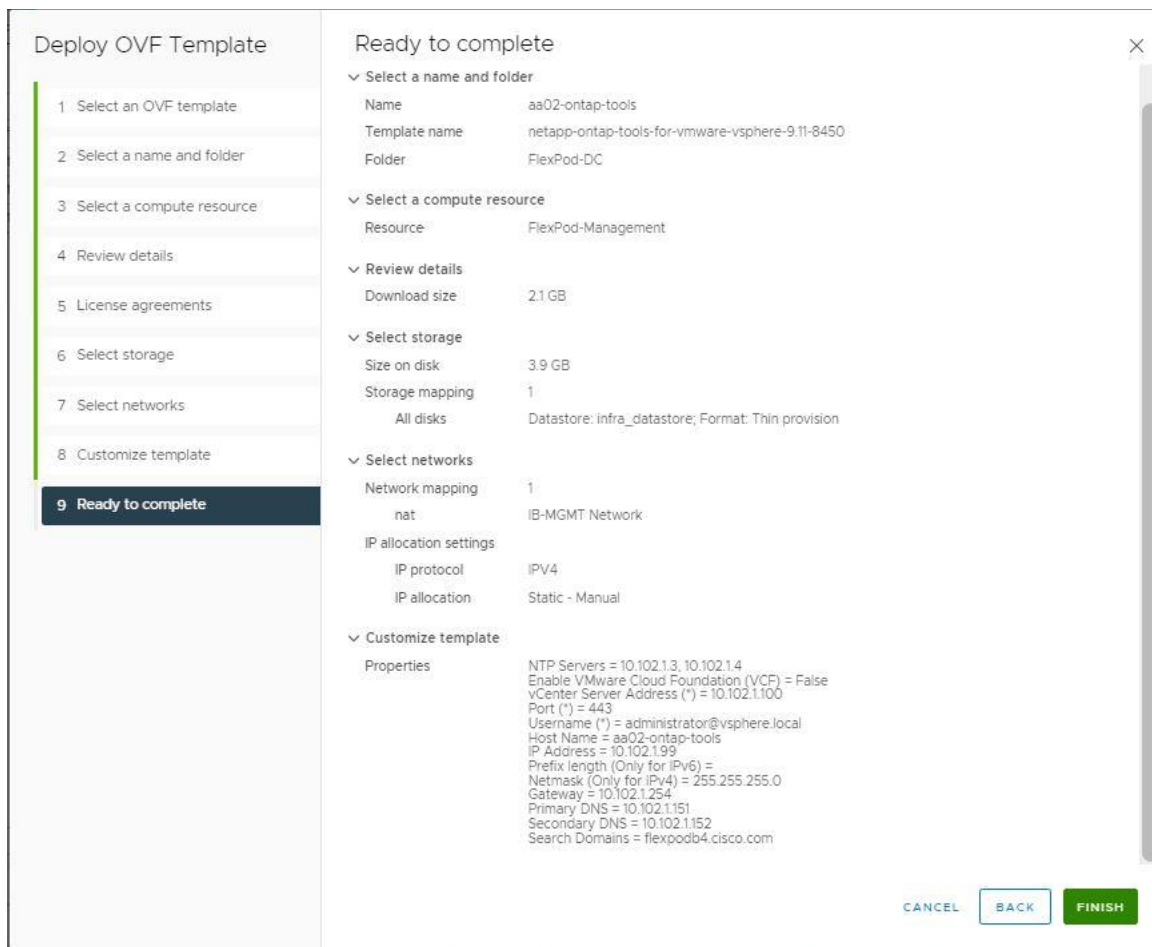 Deploy OVF Template
1 Select an OVF template
2 Select a name and folder
3 Select a compute resource
4 Review details
5 License agreements
6 Select storage
7 Select networks
8 Customize template
9 Ready to complete
Ready to complete
Select a name and folder
Name aa02-ontap-tools
Template name netapp-ontap-tools-for-vmware-vsphere-9.11-8450
Folder FlexPod-DC
Select a compute resource
Resource FlexPod-Management
Review details
Download size 2.1 GB
Select storage
Size on disk 3.9 GB
Storage mapping 1
All disks Datastore: infra_datastore; Format: Thin provision
Select networks
Network mapping 1
nat IB-MGMT Network
IP allocation settings
IP protocol IPV4
IP allocation Static - Manual
Customize template
Properties NTP Servers = 10.102.1.3, 10.102.1.4
Enable VMware Cloud Foundation (VCF) = False
vCenter Server Address (*) = 10.102.1.100
Port (*) = 443
Username (*) = administrator@vsphere.local
Host Name = aa02-ontap-tools
IP Address = 10.102.1.99
Prefix length (Only for IPv6) =
Netmask (Only for IPv4) = 255.255.255.0
Gateway = 10.102.1.254
Primary DNS = 10.102.1.151
Secondary DNS = 10.102.1.152
Search Domains = flexpodb4.cisco.com
CANCEL BACK FINISH